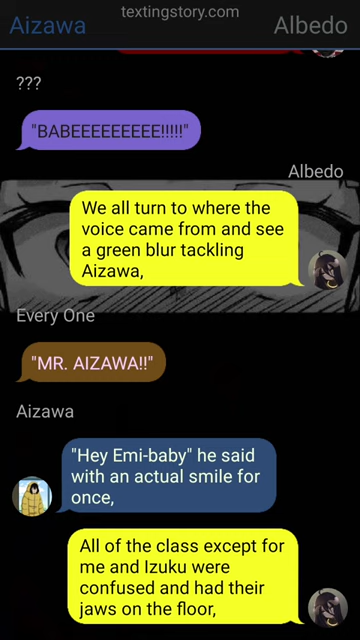 textingstory.com
Aizawa
Albedo
???
"BABEEEEEEEEE!!!!!"
Albedo
We all turn to where the
voice came from and see
a green blur tackling
Aizawa,
Every One
"MR. AIZAWA!!"
Aizawa
"Hey Emi-baby" he said
with an actual smile for
once,
All of the class except for
me and Izuku were
confused and had their
jaws on the floor,